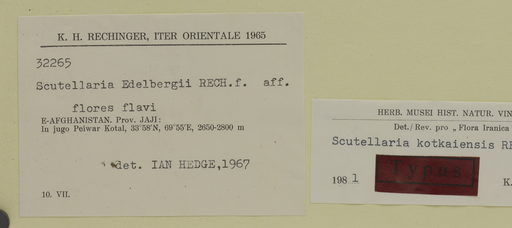 K. H. RECHINGER, ITER ORIENTALE 1965
32265
Scutellaria Edelbergii RECH.f. aff.
flores flavi
E-AFGHANISTAN. Prov. JAJI:
In jugo Peiwar Kotal, 33°58'N, 69°55'E, 2650-2800 m
det. IAN HEDGE,1967
10. VII.
HERB. MUSEI HIST. NATUR. VIN
Det./Rev. pro „Flora Iranica
Scutellaria kotkaiensis RE
Typus
1981 K.